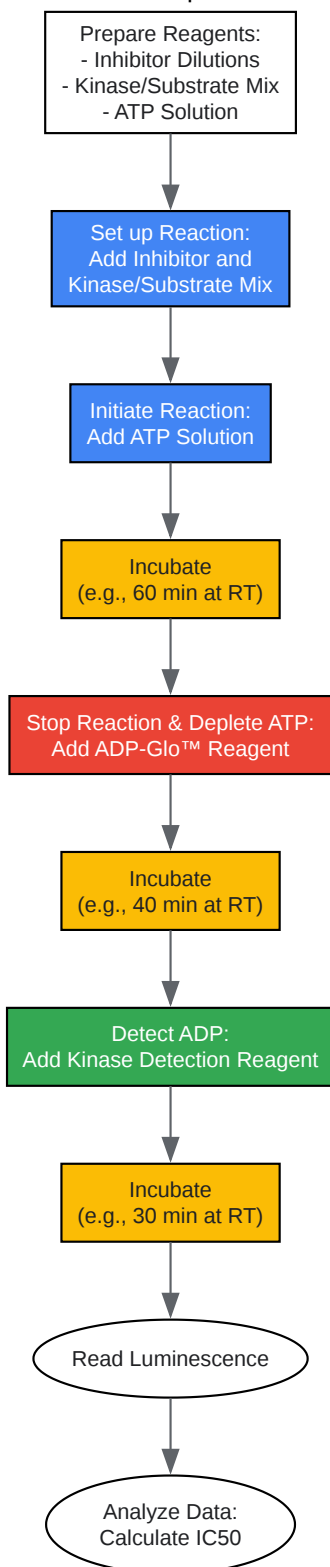 Prepare Reagents:
- Inhibitor Dilutions
- Kinase/Substrate Mix
- ATP Solution
Set up Reaction:
Add Inhibitor and
Kinase/Substrate Mix
Initiate Reaction:
Add ATP Solution
Incubate
(e.g., 60 min at RT)
Stop Reaction & Deplete ATP:
Add ADP-Glo™ Reagent
Incubate
(e.g., 40 min at RT)
Detect ADP:
Add Kinase Detection Reagent
Incubate
(e.g., 30 min at RT)
Read Luminescence
Analyze Data:
Calculate IC50